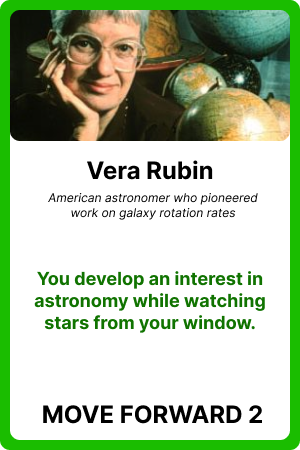 Vera Rubin
American astronomer who pioneered
work on galaxy rotation rates
You develop an interest in
astronomy while watching
stars from your window.
MOVE FORWARD 2